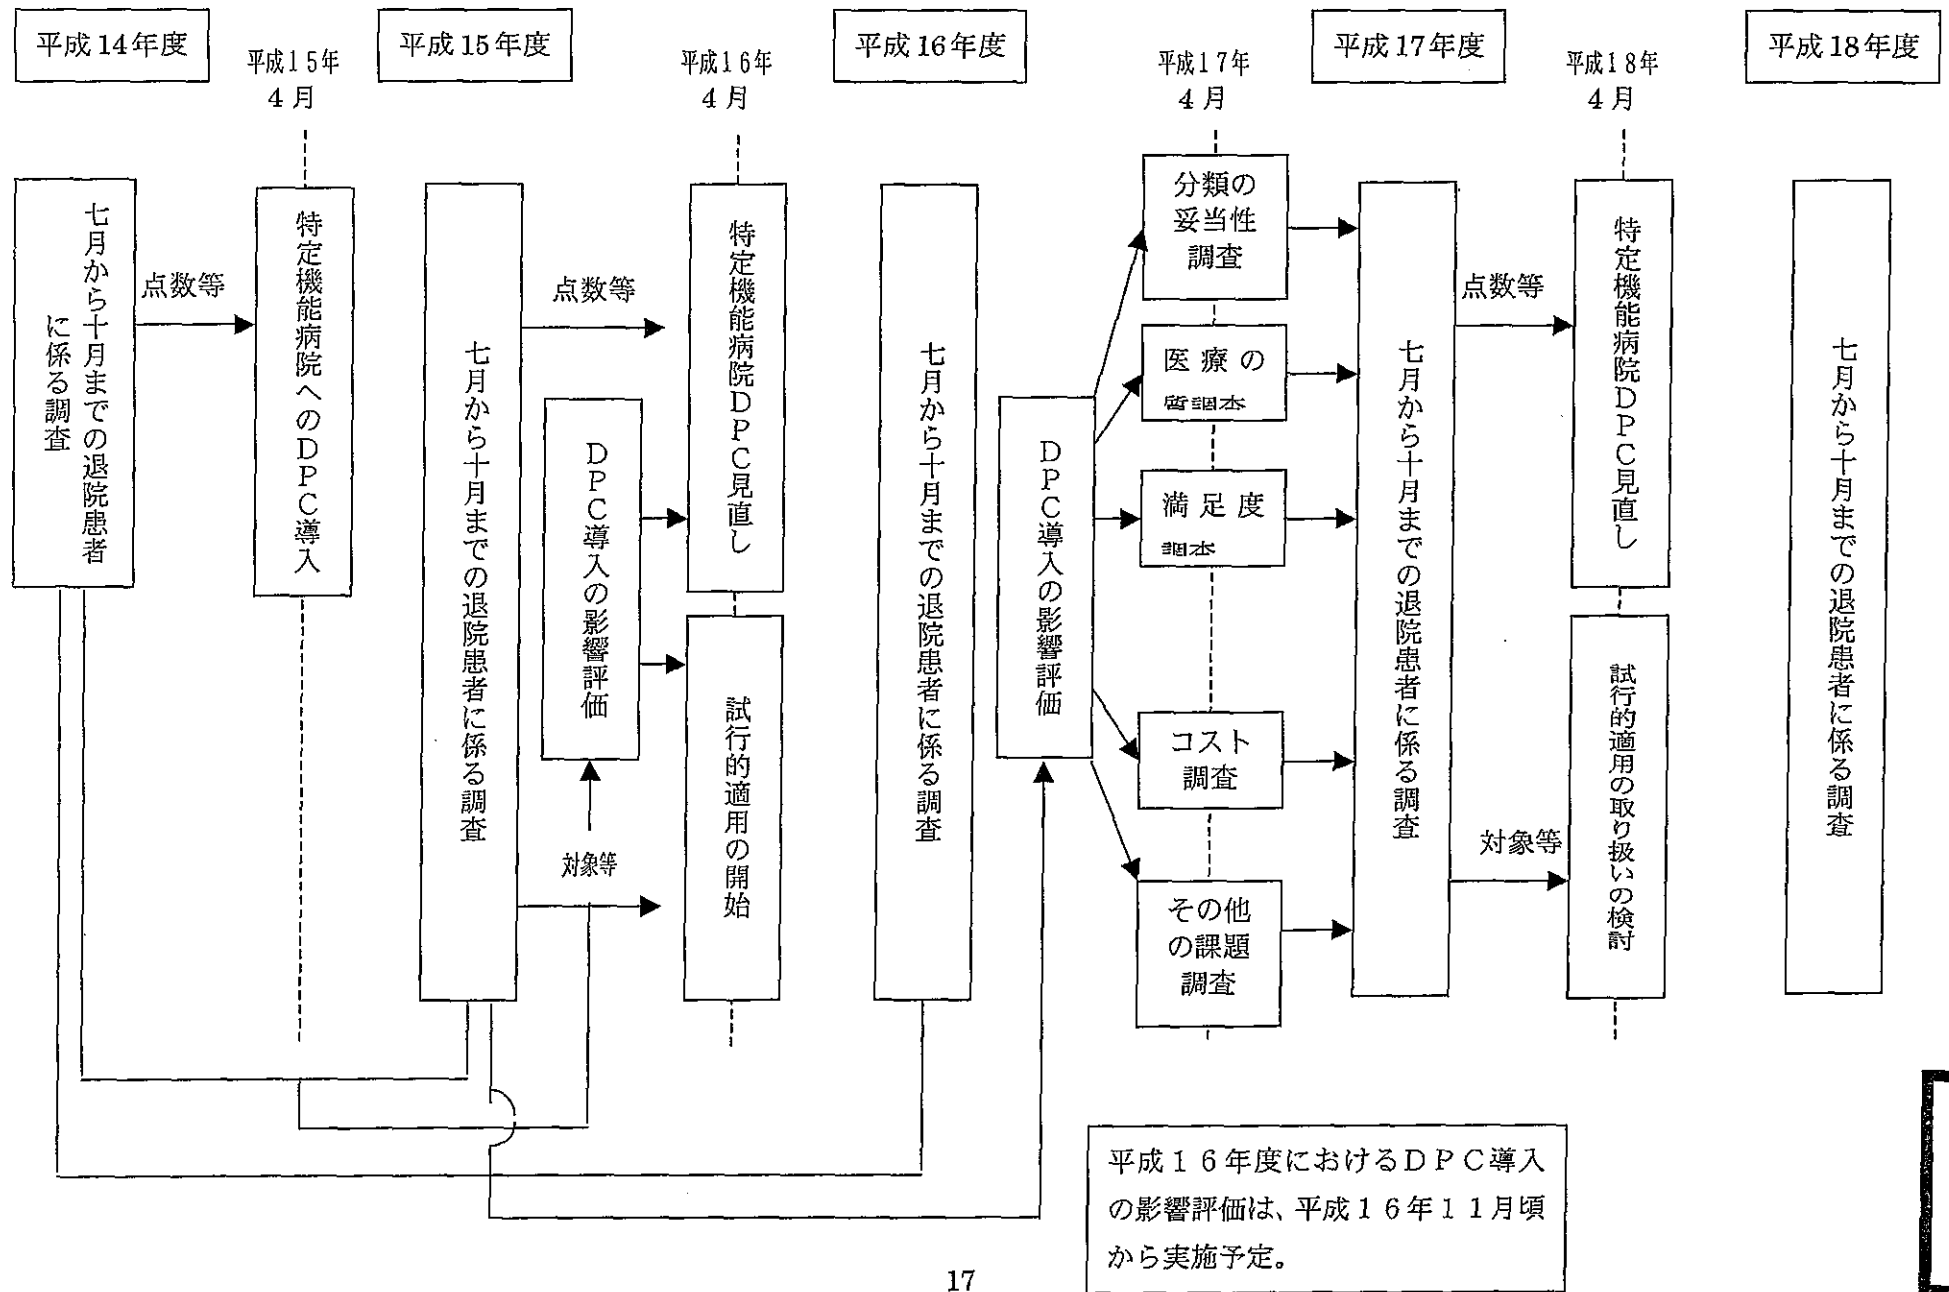 平成14年度
平成15年
4月
平成15年度
平成16年
4月
平成16年度
平成17年
4月
平成17年度
平成18年
4月
平成18年度
七月から十月までの退院患者
に係る調査
点数等
特定機能病院へのDPC導入
七月から十月までの退院患者に係る調査
点数等
対象等
DPC導入の影響評価
特定機能病院DPC見直し
試行的適用の開始
七月から十月までの退院患者に係る調査
DPC導入の影響評価
分類の
妥当性
調査
医療の
質調査
満足度
調査
コスト
調査
その他
の課題
調査
七月から十月までの退院患者に係る調査
点数等
対象等
特定機能病院DPC見直し
試行的適用の取り扱いの検討
七月から十月までの退院患者に係る調査
平成16年度におけるDPC導入
の影響評価は、平成16年11月頃
から実施予定。
17